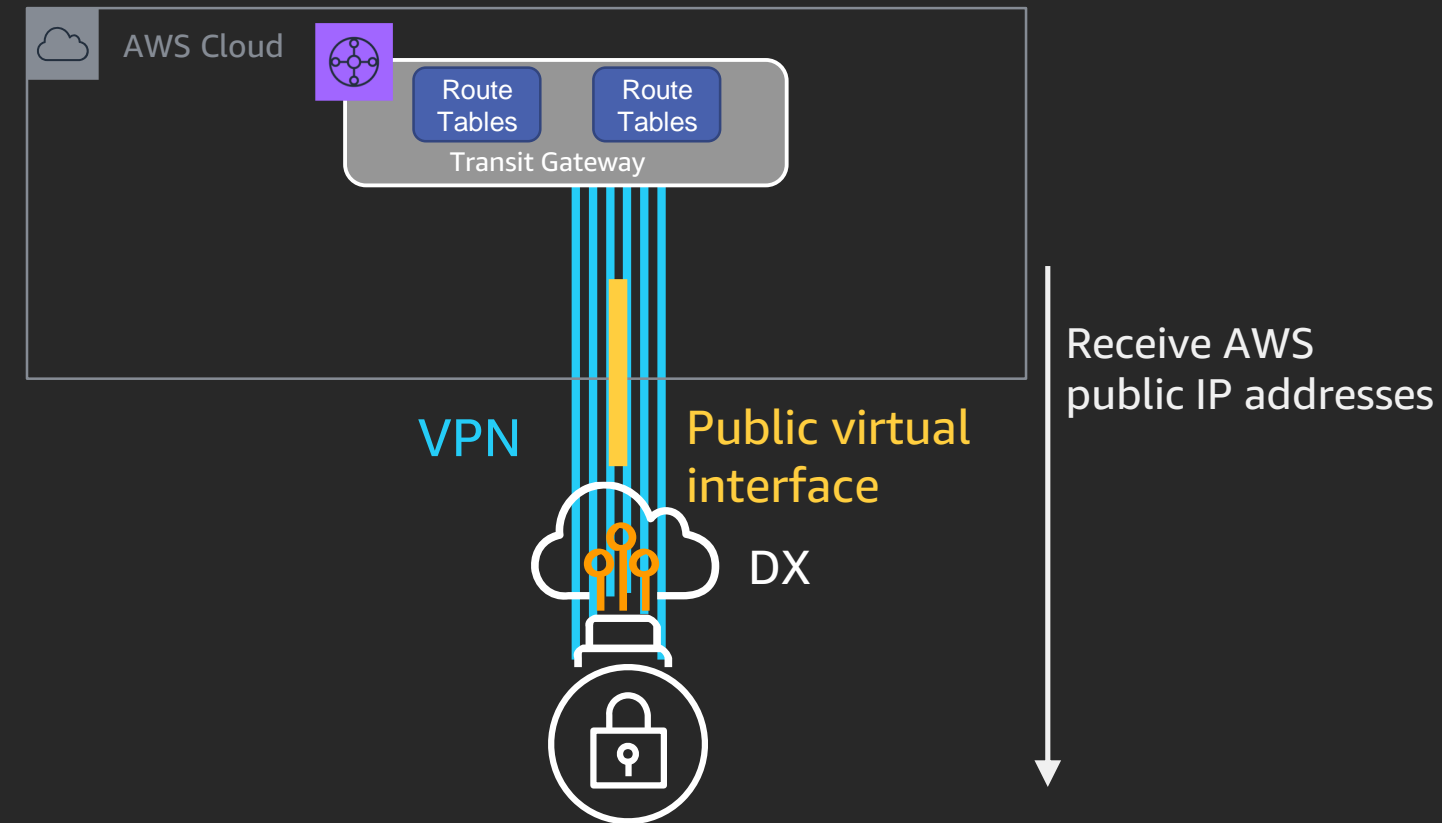 AWS Cloud
Route
Tables
Route
Tables
Transit Gateway
Receive AWS
public IP addresses
VPN
Public virtual
interface
DX